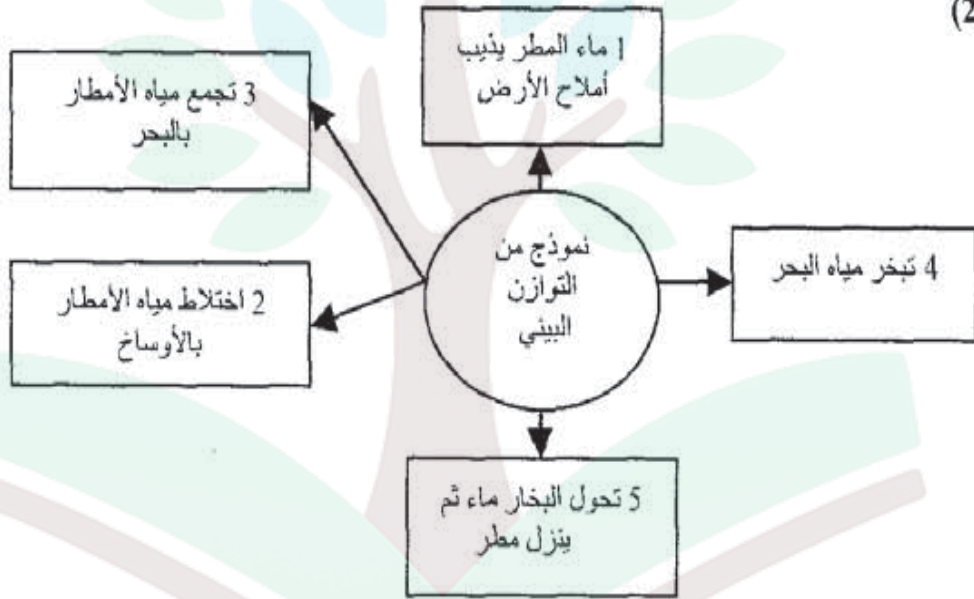 (2
1 ماء المطر يذيب
أملاح الأرض
3 تجمع مياه الأمطار
بالبحر
نموذج من
التوازن
البيئي
4 تبخر مياه البحر
2 اختلاط مياه الأمطار
بالأوساخ
5 تحول البخار ماء ثم
ينزل مطر